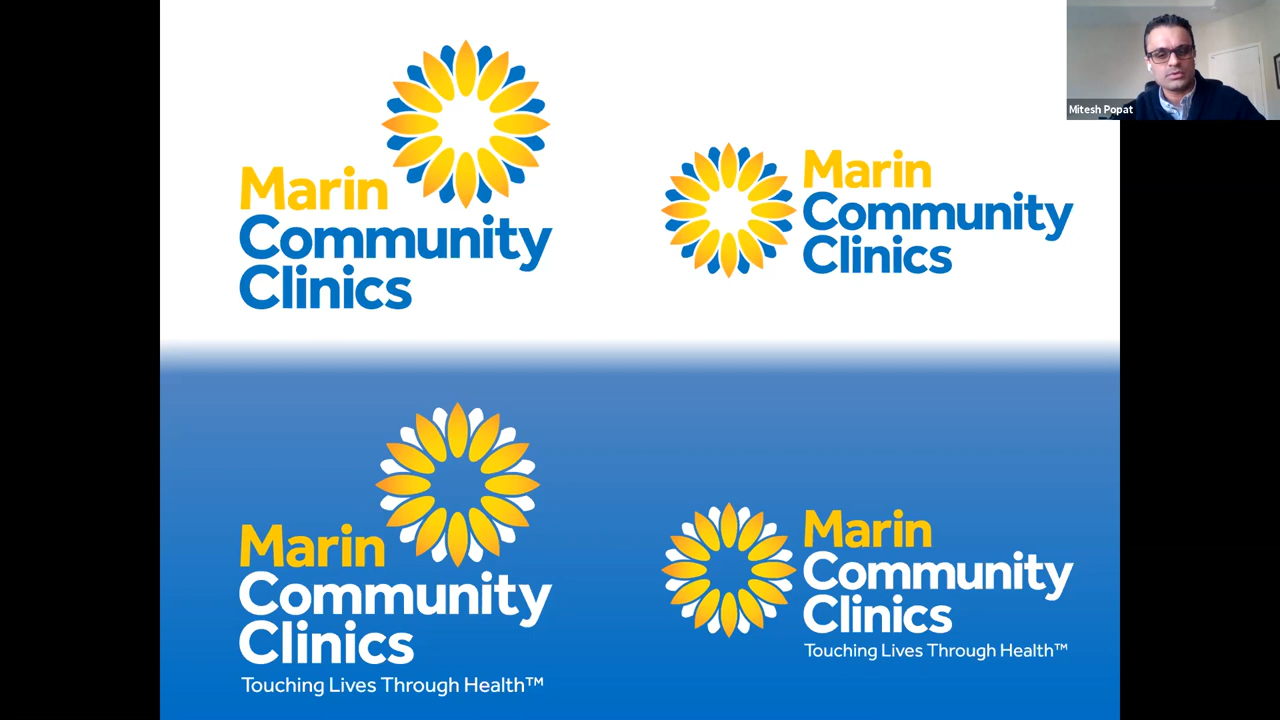 Mitesh Popat
Marin
Community
Clinics
Marin
Community
Clinics
Marin
Community
Clinics
Touching Lives Through Health™
Marin
Community
Clinics
Touching Lives Through Health™